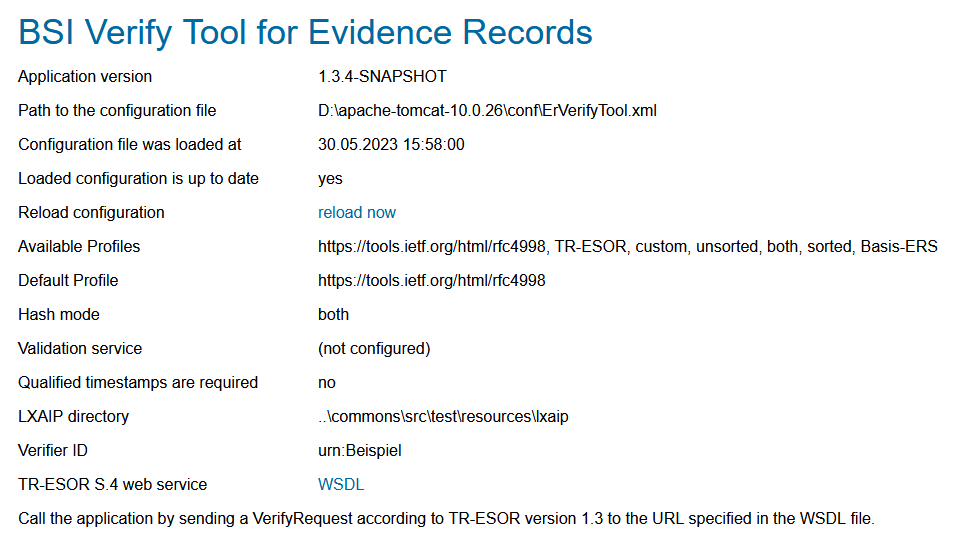 BSI Verify Tool for Evidence Records
Application version 1.3.4-SNAPSHOT
Path to the configuration file D:\apache-tomcat-10.0.26\conf\ErVerifyTool.xml
Configuration file was loaded at 30.05.2023 15:58:00
Loaded configuration is up to date yes
Reload configuration reload now
Available Profiles https://tools.ietf.org/html/rfc4998, TR-ESOR, custom, unsorted, both, sorted, Basis-ERS
Default Profile https://tools.ietf.org/html/rfc4998
Hash mode both
Validation service (not configured)
Qualified timestamps are required no
LXAIP directory ..\commons\src\test\resources\lxaip
Verifier ID urn:Beispiel
TR-ESOR S.4 web service WSDL
Call the application by sending a VerifyRequest according to TR-ESOR version 1.3 to the URL specified in the WSDL file.